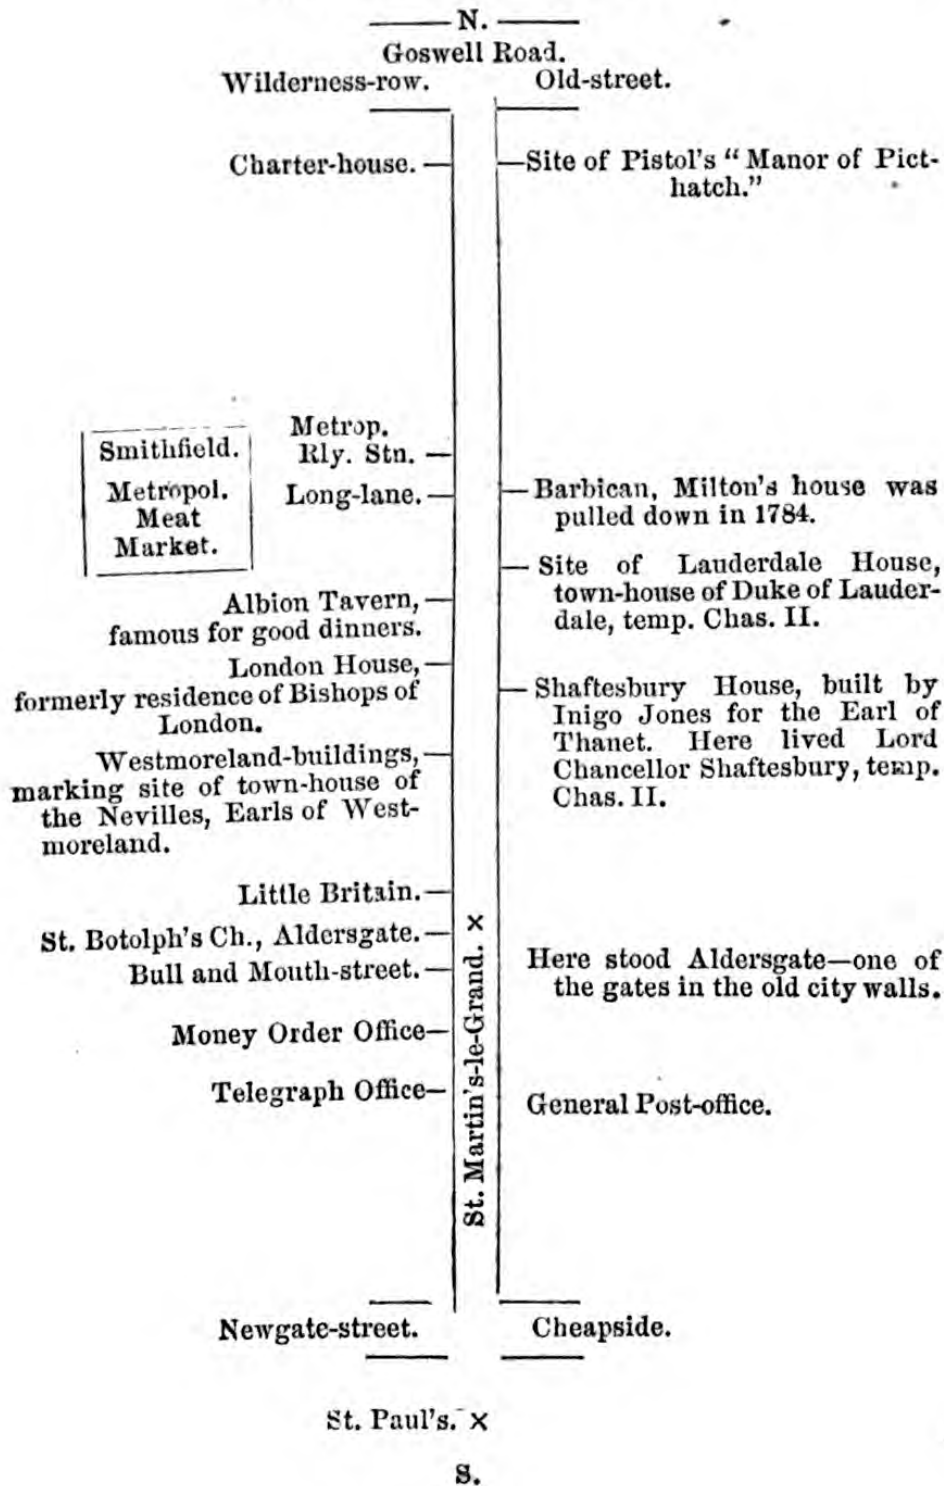 N.
Goswell Road.
Wilderness-row.
Old-street.
Charter-house.
Site of Pistol's "Manor of Pict-
hatch."
Metrop.
Rly. Stn.
Smithfield.
Metropol.
Meat
Market.
Long-lane.
Barbican, Milton's house was
pulled down in 1784.
Site of Lauderdale House,
town-house of Duke of Lauder-
dale, temp. Chas. II.
Albion Tavern,
famous for good dinners.
London House,
formerly residence of Bishops of
London.
Shaftesbury House, built by
Inigo Jones for the Earl of
Thanet. Here lived Lord
Chancellor Shaftesbury, temp.
Chas. II.
Westmoreland-buildings,
marking site of town-house of
the Nevilles, Earls of West-
moreland.
Little Britain.
St. Botolph's Ch., Aldersgate.
Bull and Mouth-street.
Here stood Aldersgate—one of
the gates in the old city walls.
Money Order Office
Telegraph Office
St. Martin's-le-Grand. ×
General Post-office.
Newgate-street.
Cheapside.
St. Paul's. ×
S.